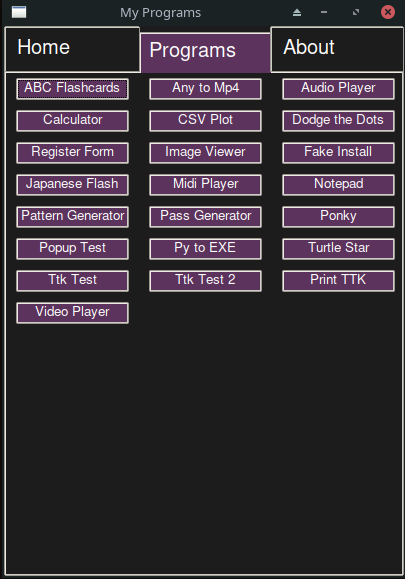 My Programs
Home Programs About
ABC Flashcards Any to Mp4 Audio Player
Calculator CSV Plot Dodge the Dots
Register Form Image Viewer Fake Install
Japanese Flash Midi Player Notepad
Pattern Generator Pass Generator Ponky
Popup Test Py to EXE Turtle Star
Ttk Test Ttk Test 2 Print TTK
Video Player